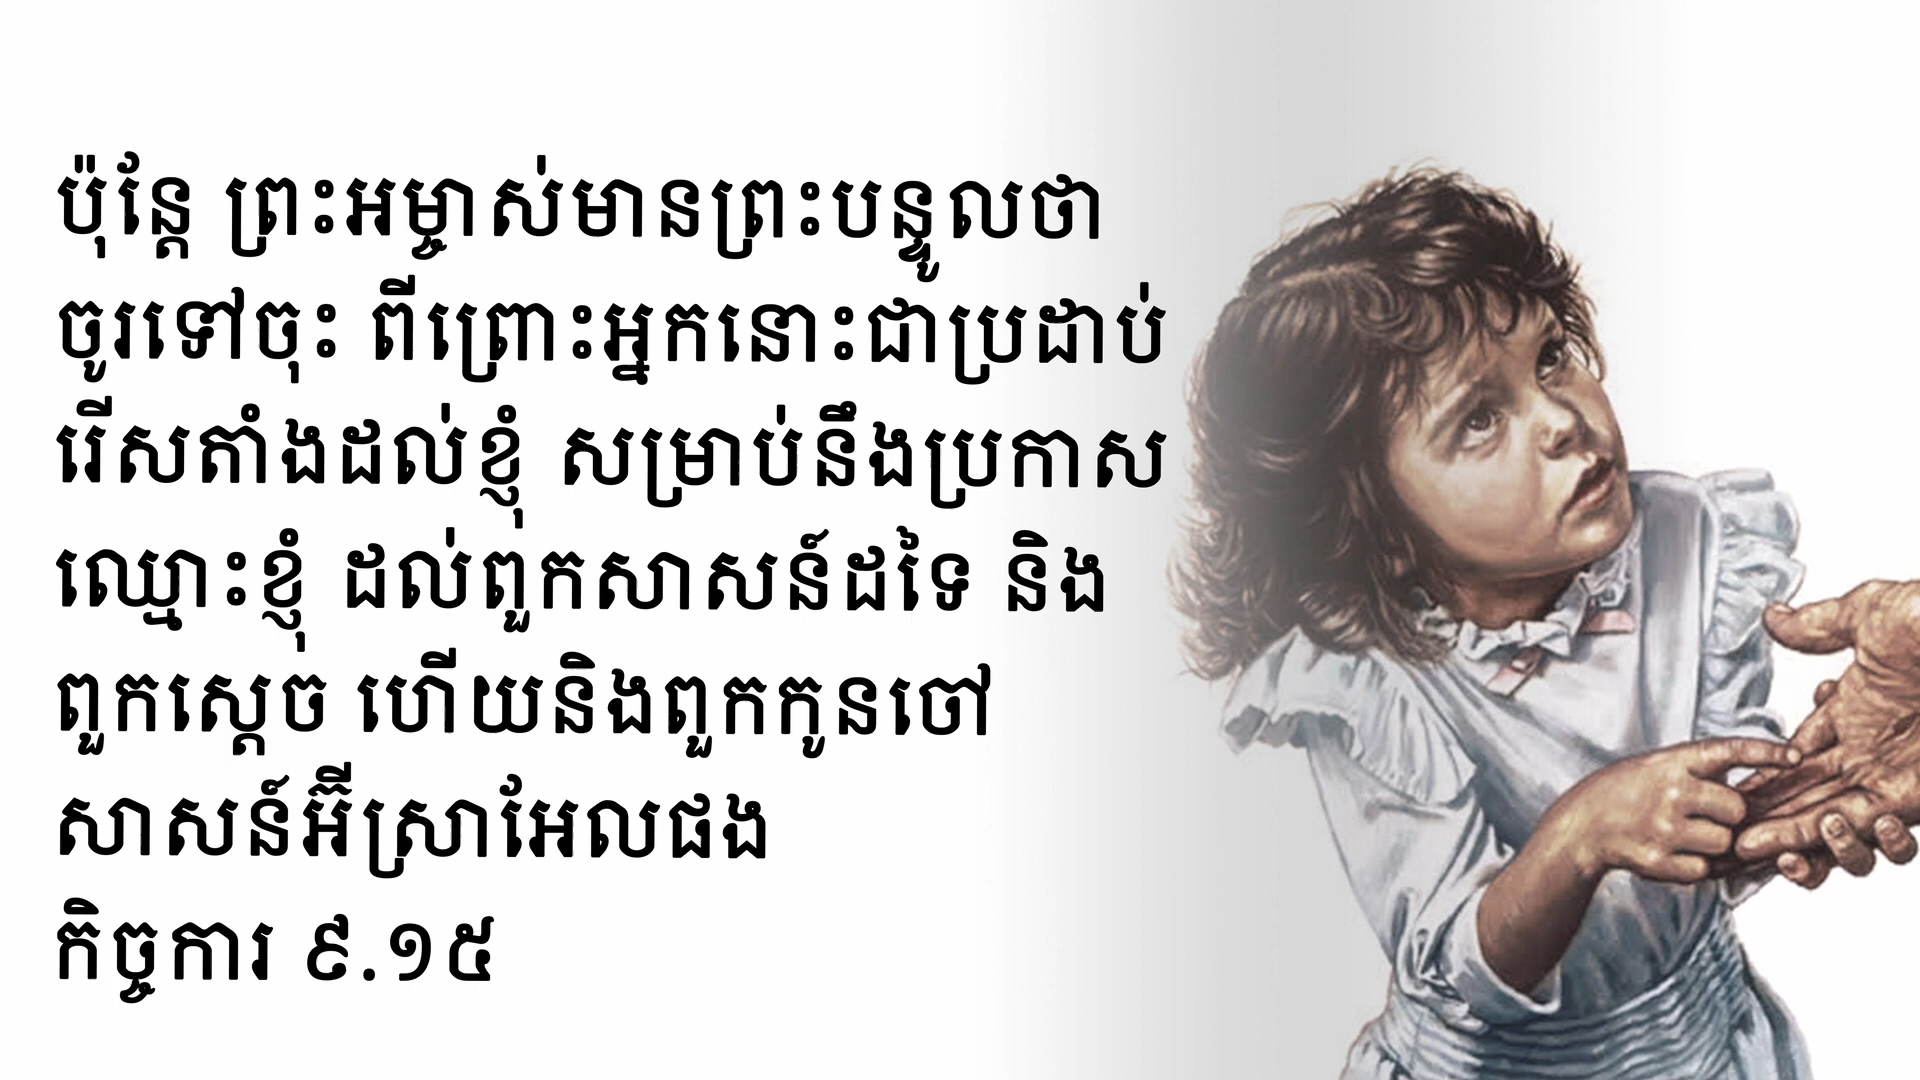 ប៉ុន្តែ ព្រះអម្ចាស់មានព្រះបន្ទូលថា
ចូរទៅចុះ ពីព្រោះអ្នកនោះជាប្រដាប់
រើសតាំងដល់ខ្ញុំ សម្រាប់នឹងប្រកាស
ឈ្មោះខ្ញុំ ដល់ពួកសាសន៍ដទៃ និង
ពួកស្តេច ហើយនិងពួកកូនចៅ
សាសន៍អ៊ីស្រាអែលផង
កិច្ចការ ៩.១៥